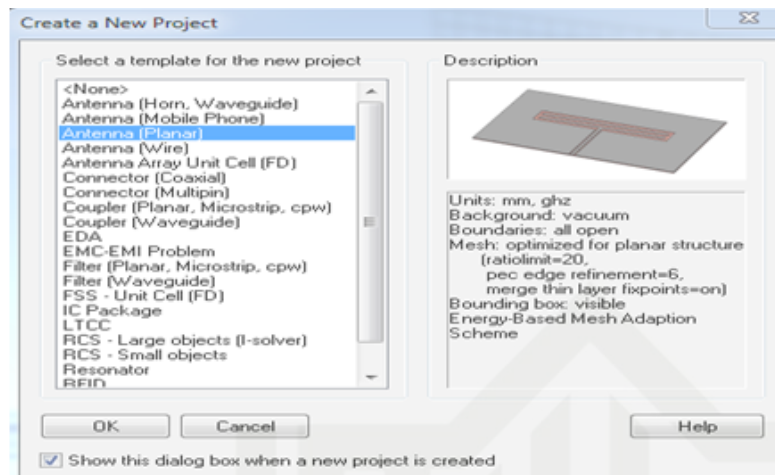 Create a New Project
Select a template for the new project
<None>
Antenna (Horn, Waveguide)
Antenna (Mobile Phone)
Antenna (Planar)
Antenna (Wire)
Antenna Array Unit Cell (FD)
Connector (Coaxial)
Connector (Multipin)
Coupler (Planar, Microstrip, cpw)
Coupler (Waveguide)
EDA
EMC-EMI Problem
Filter (Planar, Microstrip, cpw)
Filter (Waveguide)
FSS - Unit Cell (FD)
IC Package
LTCC
RCS - Large objects (I-solver)
RCS - Small objects
Resonator
RFID
Description
Units: mm, ghz
Background: vacuum
Boundaries: all open
Mesh: optimized for planar structure
(ratiolimit=20,
pec edge refinement=6,
merge thin layer fixpoints=on)
Bounding box: visible
Energy-Based Mesh Adaption
Scheme
OK
Cancel
Help
Show this dialog box when a new project is created